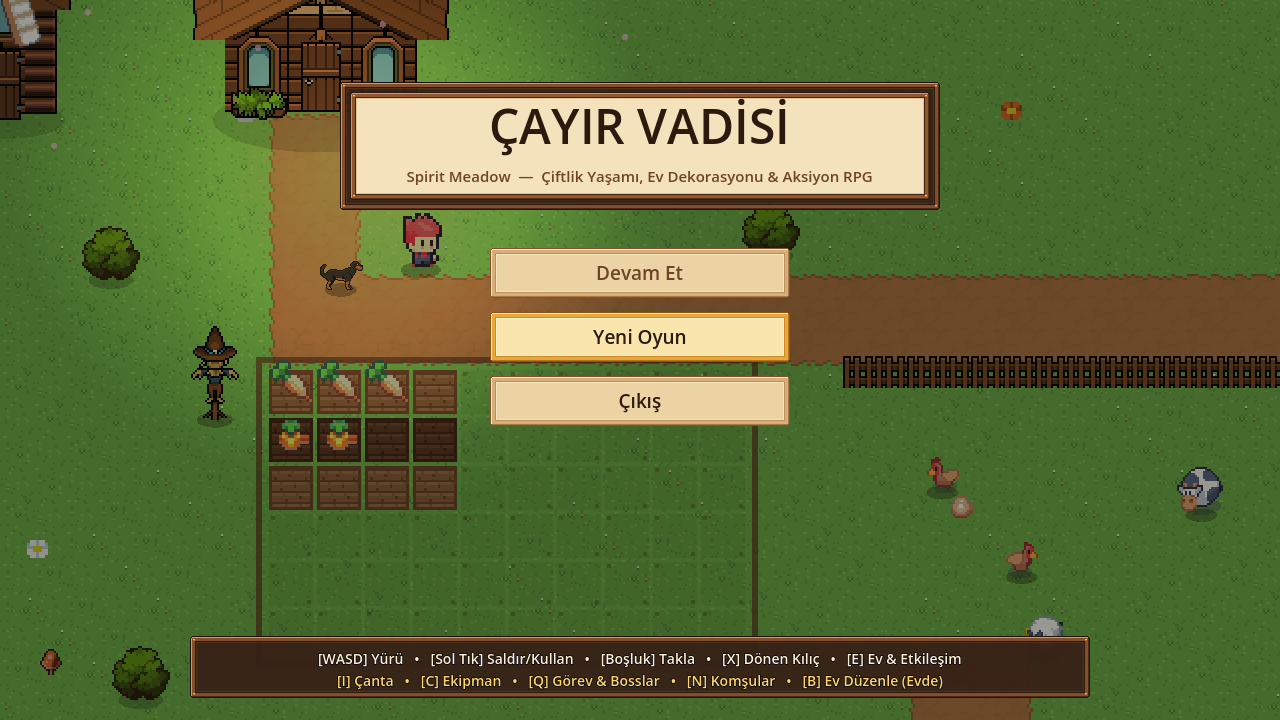 ÇAYIR VADİSİ
Spirit Meadow — Çiftlik Yaşamı, Ev Dekorasyonu & Aksiyon RPG
Devam Et
Yeni Oyun
Çıkış
[WASD] Yürü • [Sol Tık] Saldır/Kullan • [Boşluk] Takla • [X] Dönen Kılıç • [E] Ev & Etkileşim
[I] Çanta • [C] Ekipman • [Q] Görev & Bosslar • [N] Komşular • [B] Ev Düzenle (Evde)